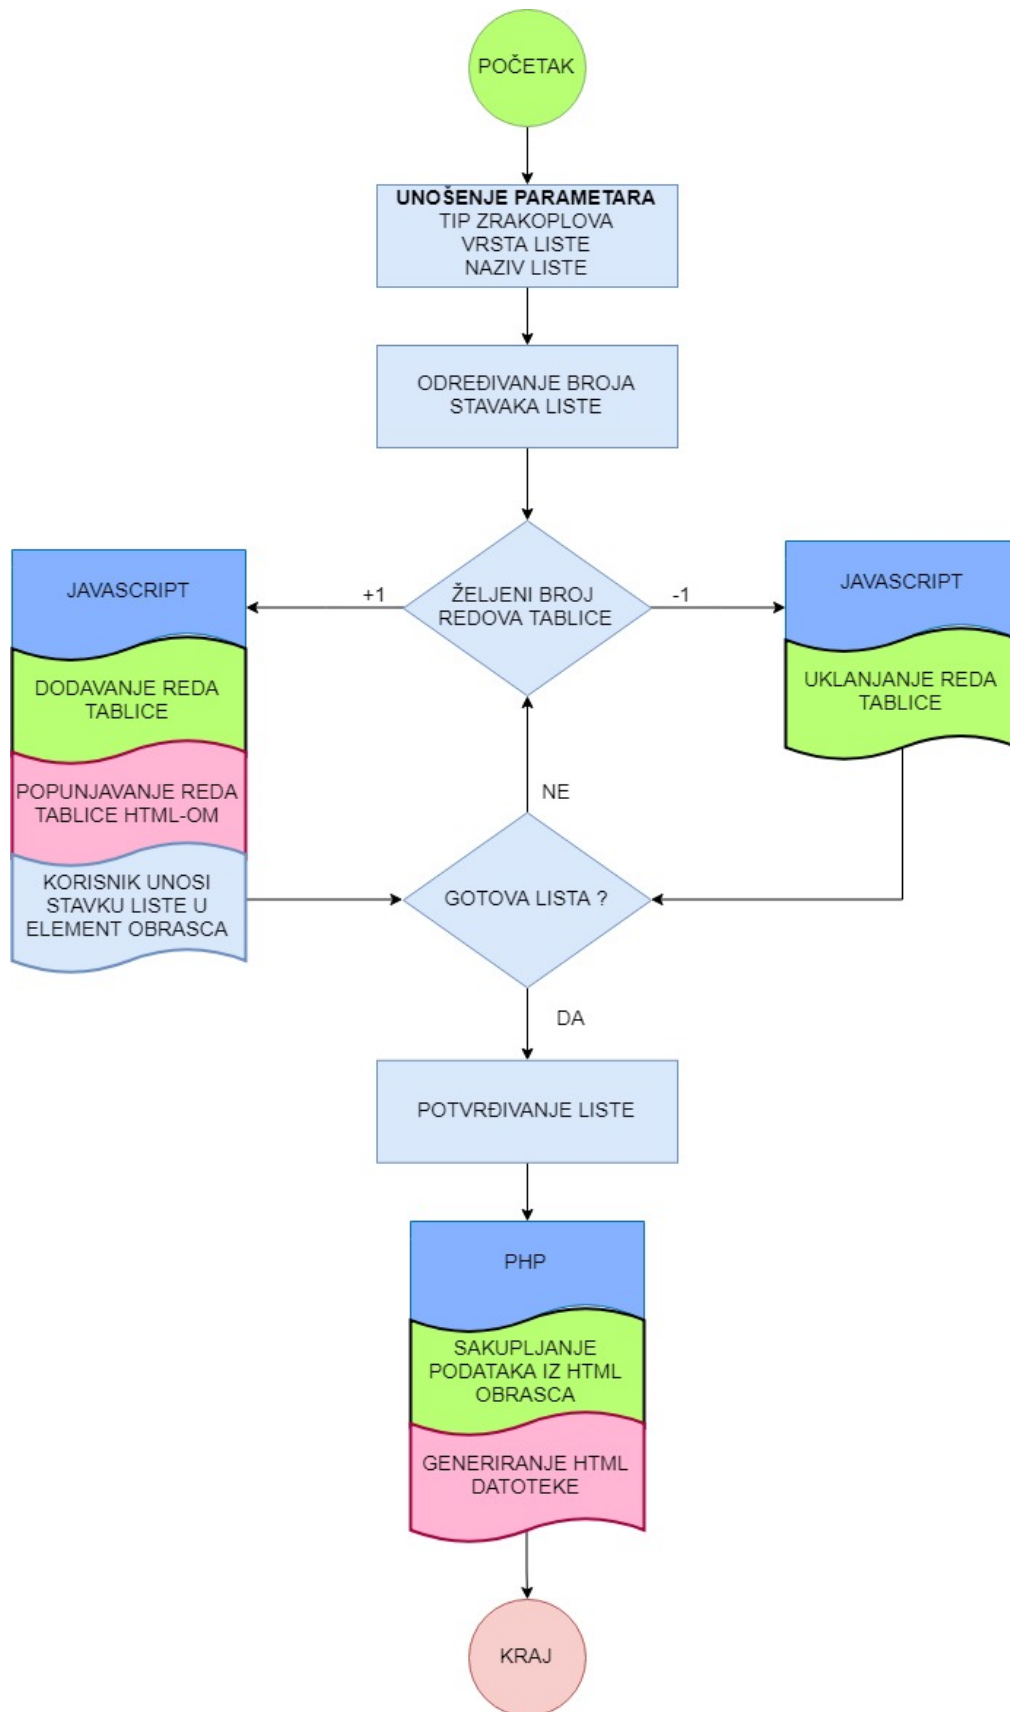 POČETAK
UNOŠENJE PARAMETARA
TIP ZRAKOPLOVA
VRSTA LISTE
NAZIV LISTE
ODREĐIVANJE BROJA
STAVAKA LISTE
ŽELJENI BROJ
REDOVA TABLICE
+1
-1
JAVASCRIPT
DODAVANJE REDA
TABLICE
POPUNJAVANJE REDA
TABLICE HTML-OM
KORISNIK UNOSI
STAVKU LISTE U
ELEMENT OBRASCA
JAVASCRIPT
UKLANJANJE REDA
TABLICE
NE
GOTOVA LISTA ?
DA
POTVRĐIVANJE LISTE
PHP
SAKUPLJANJE
PODATAKA IZ HTML
OBRASCA
GENERIRANJE HTML
DATOTEKE
KRAJ